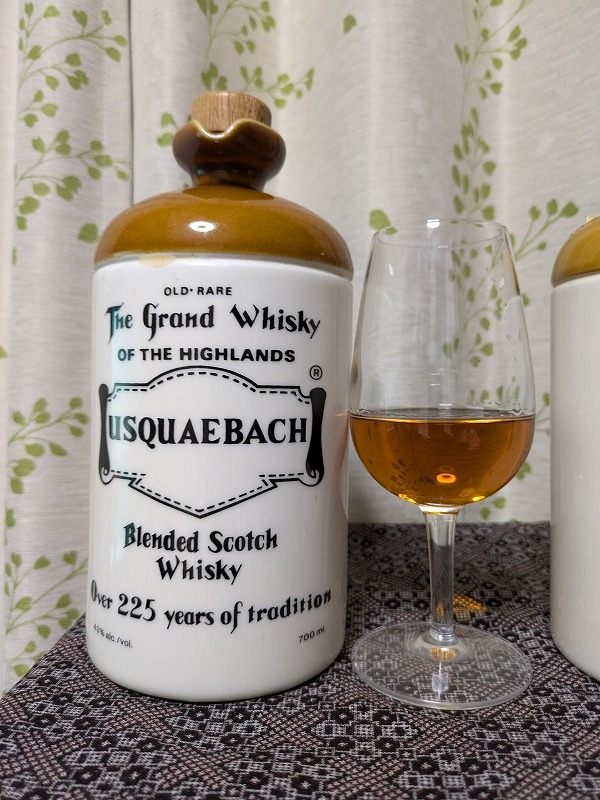 OLD·RARE
The Grand Whisky
OF THE HIGHLANDS
®
USQUAEBACH
Blended Scotch
Whisky
Over 225 years of tradition
43% alc./vol.
700 ml.